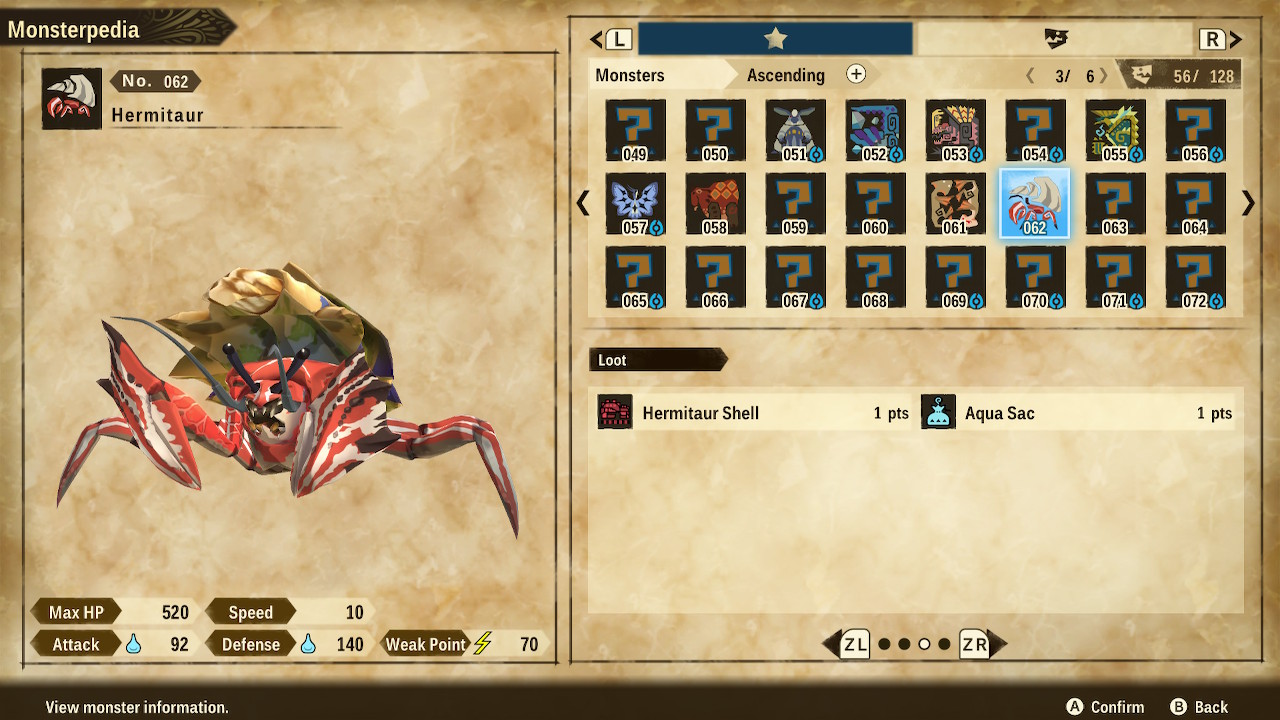 Monsterpedia
No. 062
Hermitaur
Max HP 520 Speed 10
Attack 92 Defense 140 Weak Point 70
L R
Monsters Ascending + 3/ 6 56/ 128
? ? ?
049 050 051 052 053 054 055 056
? ? ? ?
057 058 059 060 061 062 063 064
? ? ? ? ? ? ? ?
065 066 067 068 069 070 071 072
Loot
Hermitaur Shell 1 pts Aqua Sac 1 pts
ZL ZR
View monster information.
A Confirm B Back